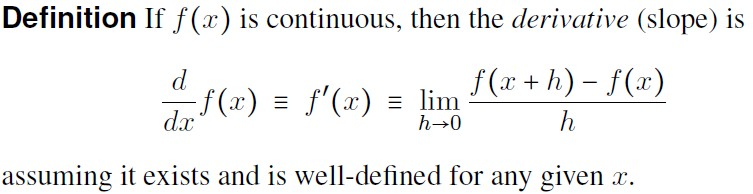 Definition If f(x) is continuous, then the derivative (slope) is
d/dx f(x) ≡ f′(x) ≡ lim h→0 f(x + h) − f(x) / h
assuming it exists and is well-defined for any given x.